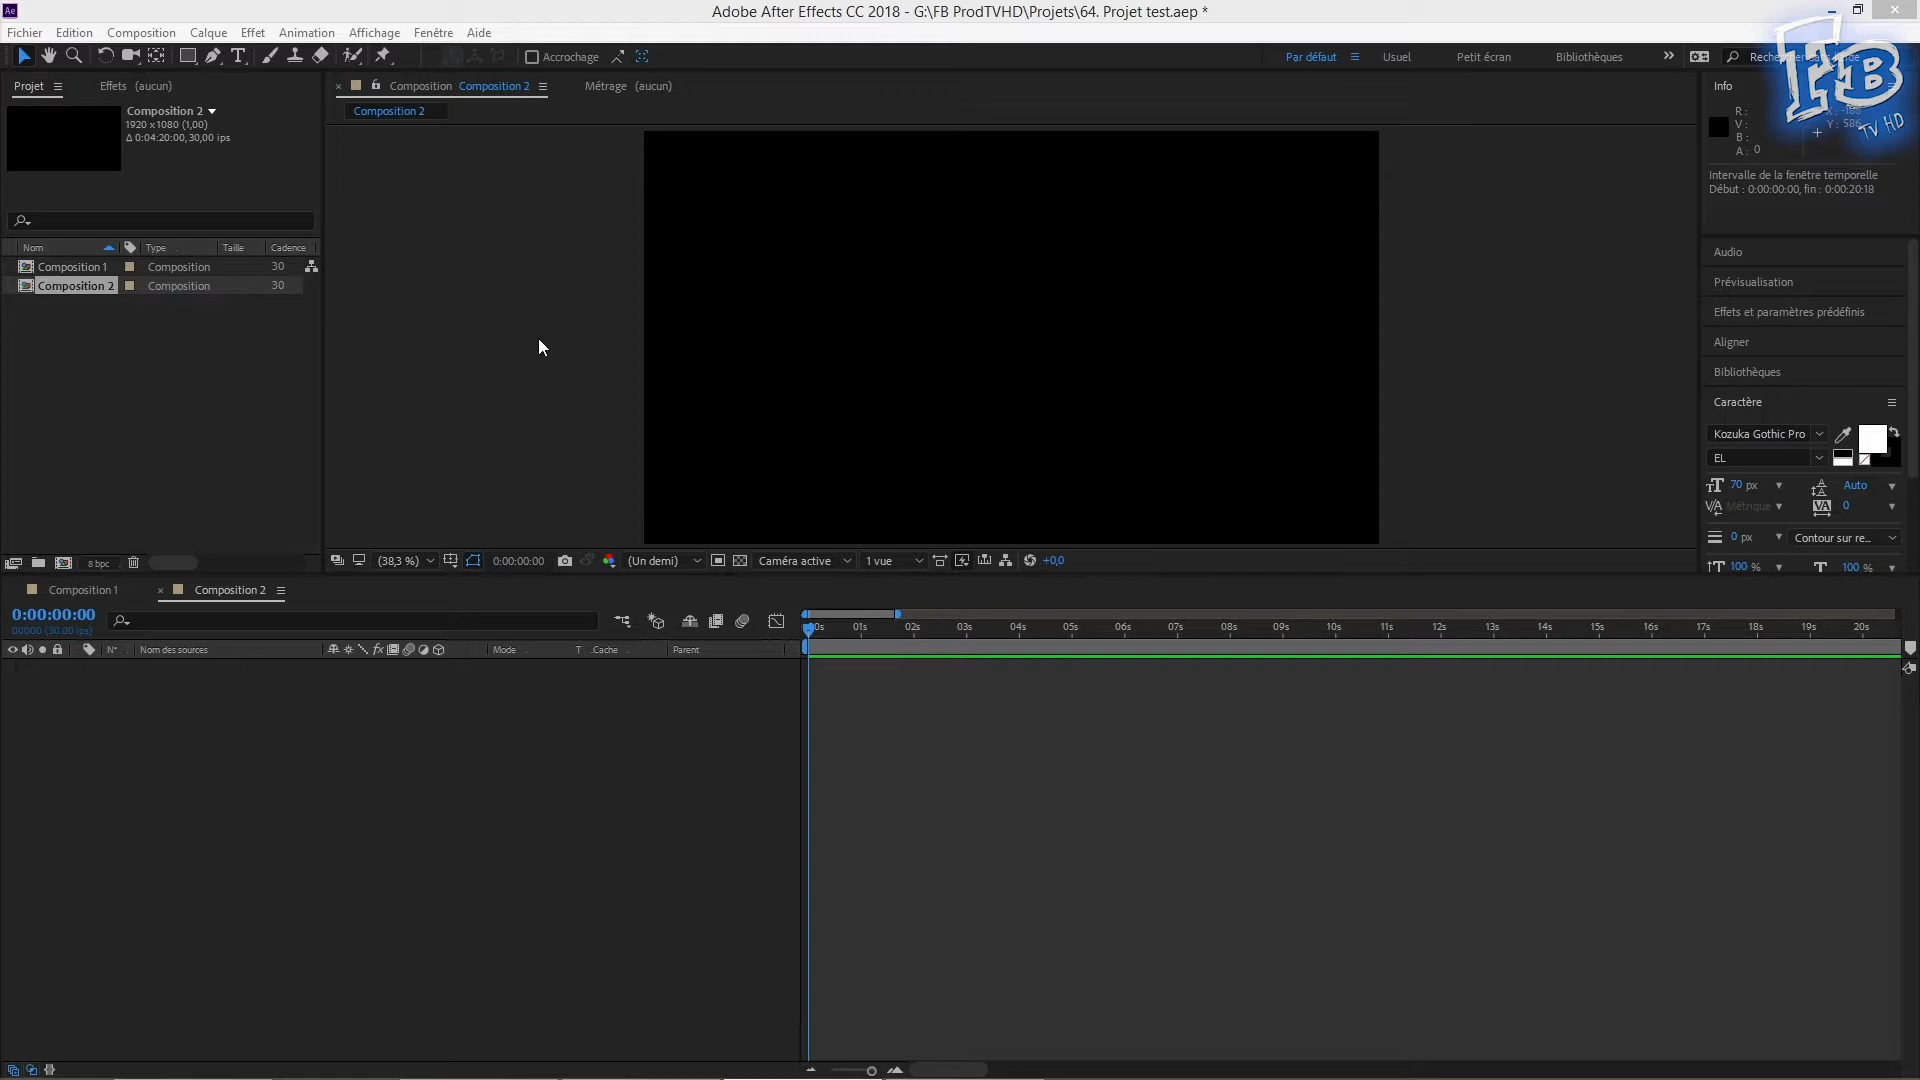 Ae
Adobe After Effects CC 2018 - G:\FB ProdTVHD\Projets\64. Projet test.aep *
Fichier Edition Composition Calque Effet Animation Affichage Fenêtre Aide
Accrochage
Par défaut Usuel Petit écran Bibliothèques
FB
TV HD
Projet Effets (aucun)
Composition Composition 2 Métrage (aucun)
Info
Composition 2
1920 x 1080 (1,00)
Δ 0:04:20:00, 30,00 ips
Composition 2
R :
V :
B :
A : 0
Y : 586
Intervalle de la fenêtre temporelle
Début : 0:00:00:00, fin : 0:00:20:18
Nom Type Taille Cadence
Composition 1 Composition 30
Composition 2 Composition 30
Audio
Prévisualisation
Effets et paramètres prédéfinis
Aligner
Bibliothèques
Caractère
Kozuka Gothic Pro
EL
70 px Auto
Métrique 0
0 px Contour sur re...
100 % 100 %
8 bpc
(38,3 %) 0:00:00:00 (Un demi) Caméra active 1 vue +0,0
Composition 1 Composition 2
0:00:00:00
00000 (30.00 ips)
00s 01s 02s 03s 04s 05s 06s 07s 08s 09s 10s 11s 12s 13s 14s 15s 16s 17s 18s 19s 20s
N° Nom des sources fx Mode T .Cache Parent